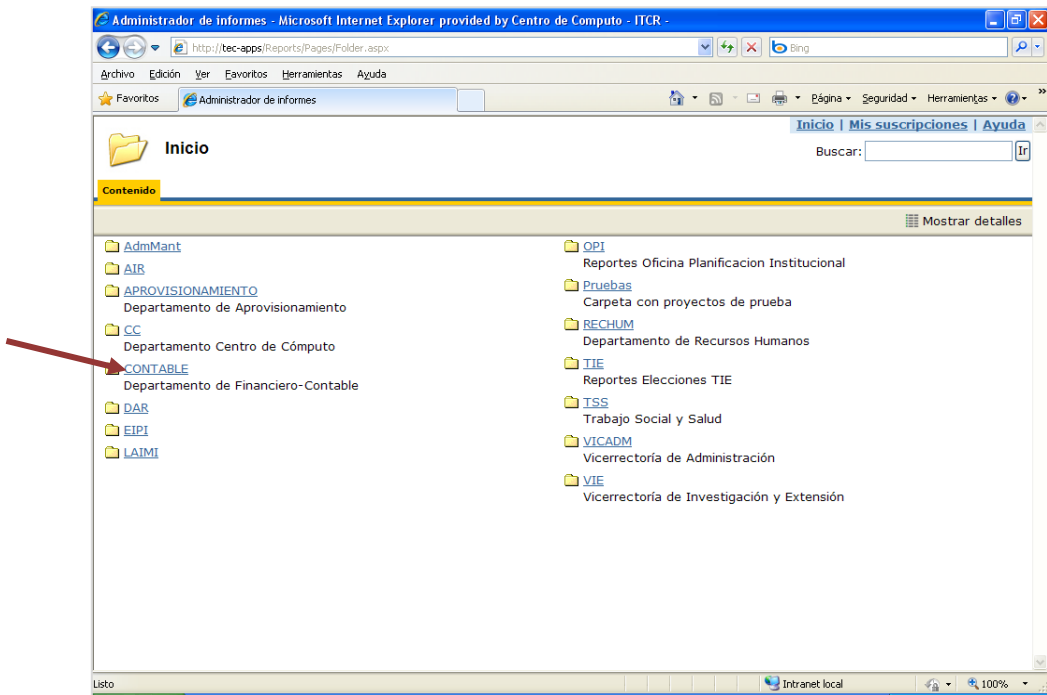 Administrador de informes - Microsoft Internet Explorer provided by Centro de Computo - ITCR -
http://tec-apps/Reports/Pages/Folder.aspx
Bing
Archivo Edición Ver Favoritos Herramientas Ayuda
Favoritos Administrador de informes Página Seguridad Herramientas
Inicio | Mis suscripciones | Ayuda
Inicio
Buscar: Ir
Contenido
Mostrar detalles
AdmMant
AIR
APROVISIONAMIENTO
Departamento de Aprovisionamiento
CC
Departamento Centro de Cómputo
CONTABLE
Departamento de Financiero-Contable
DAR
EIPI
LAIMI
OPI
Reportes Oficina Planificacion Institucional
Pruebas
Carpeta con proyectos de prueba
RECHUM
Departamento de Recursos Humanos
TIE
Reportes Elecciones TIE
TSS
Trabajo Social y Salud
VICADM
Vicerrectoría de Administración
VIE
Vicerrectoría de Investigación y Extensión
Listo Intranet local 100%